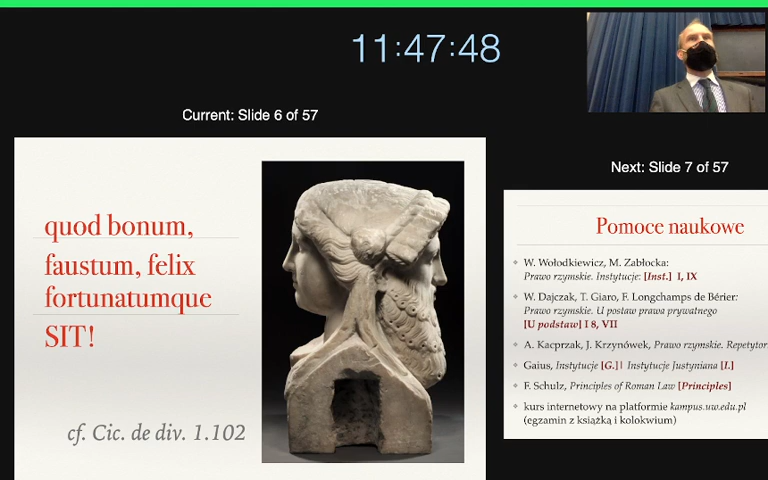 11:47:48
Current: Slide 6 of 57
quod bonum,
faustum, felix
fortunatumque
SIT!
cf. Cic. de div. 1.102
Next: Slide 7 of 57
Pomoce naukowe
W. Wołodkiewicz, M. Zabłocka:
Prawo rzymskie. Instytucje: [Inst.] I, IX
W. Dajczak, T. Giaro, F. Longchamps de Bérier:
Prawo rzymskie. U postaw prawa prywatnego
[U podstaw] I 8, VII
A. Kacprzak, J. Krzynówek, Prawo rzymskie. Repetytor
Gaius, Instytucje [G.]| Instytucje Justyniana [I.]
F. Schulz, Principles of Roman Law [Principles]
kurs internetowy na platformie kampus.uw.edu.pl
(egzamin z książką i kolokwium)